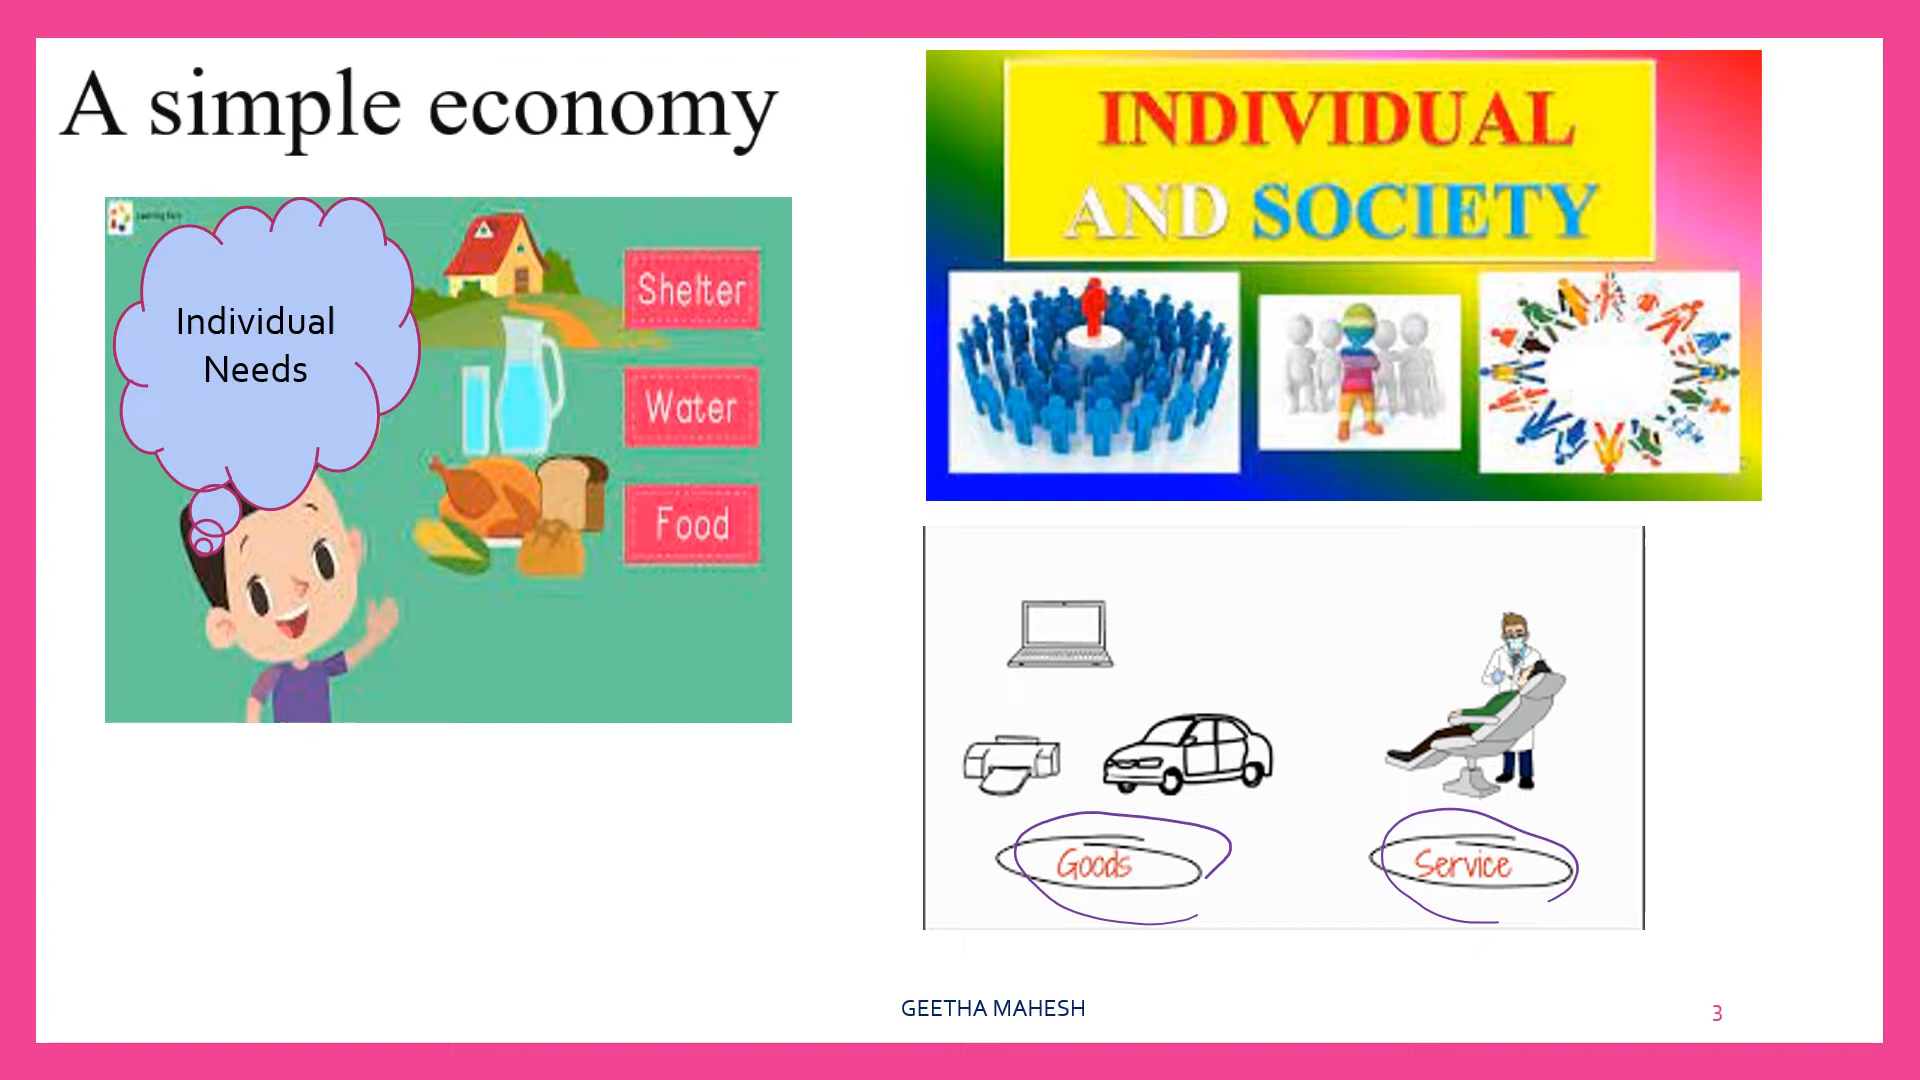 A simple economy
Individual
Needs
Shelter
Water
Food
INDIVIDUAL
AND SOCIETY
Goods
Service
GEETHA MAHESH
3